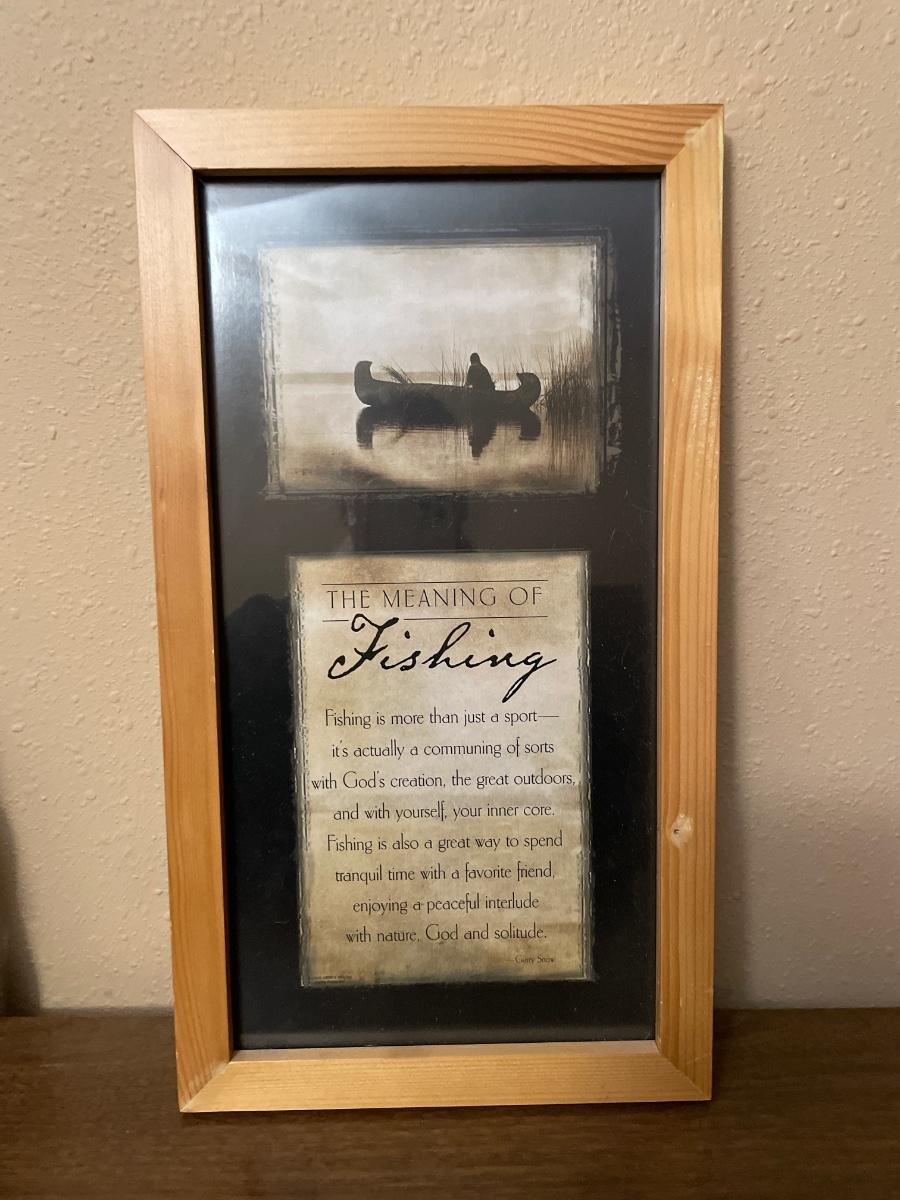 THE MEANING OF
Fishing
Fishing is more than just a sport—
it's actually a communing of sorts
with God's creation, the great outdoors,
and with yourself, your inner core.
Fishing is also a great way to spend
tranquil time with a favorite friend,
enjoying a peaceful interlude
with nature, God and solitude.
Snow